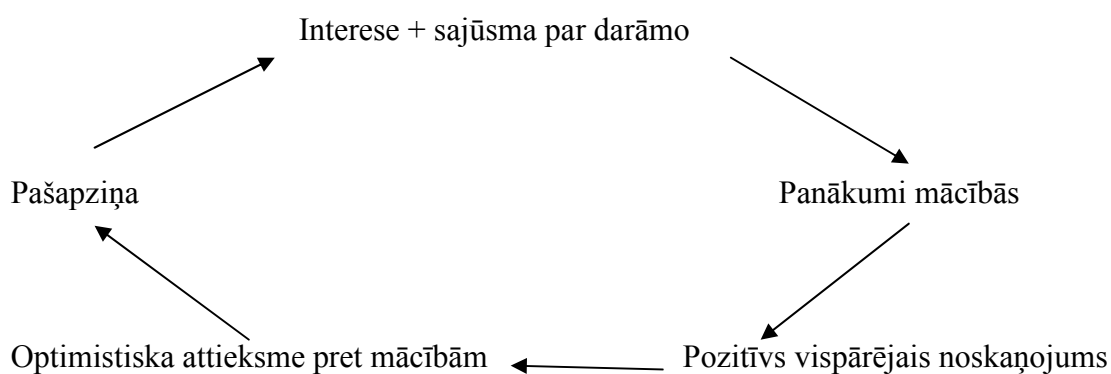 Interese + sajūsma par darāmo
Pašapziņa
Panākumi mācībās
Optimistiska attieksme pret mācībām
Pozitīvs vispārējais noskaņojums